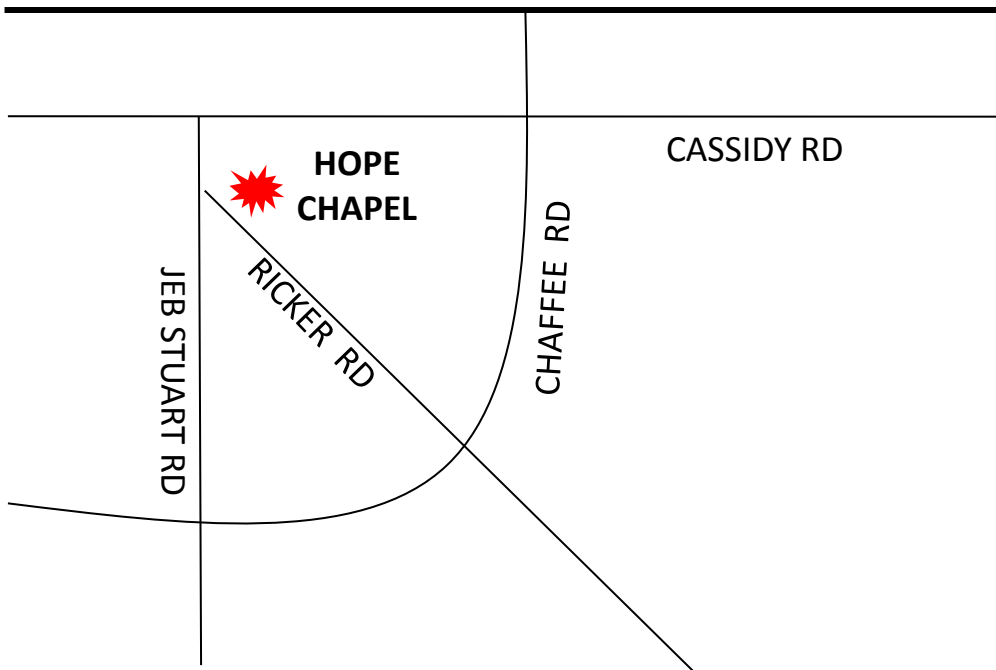 HOPE
CHAPEL
CASSIDY RD
CHAFFEE RD
RICKER RD
JEB STUART RD